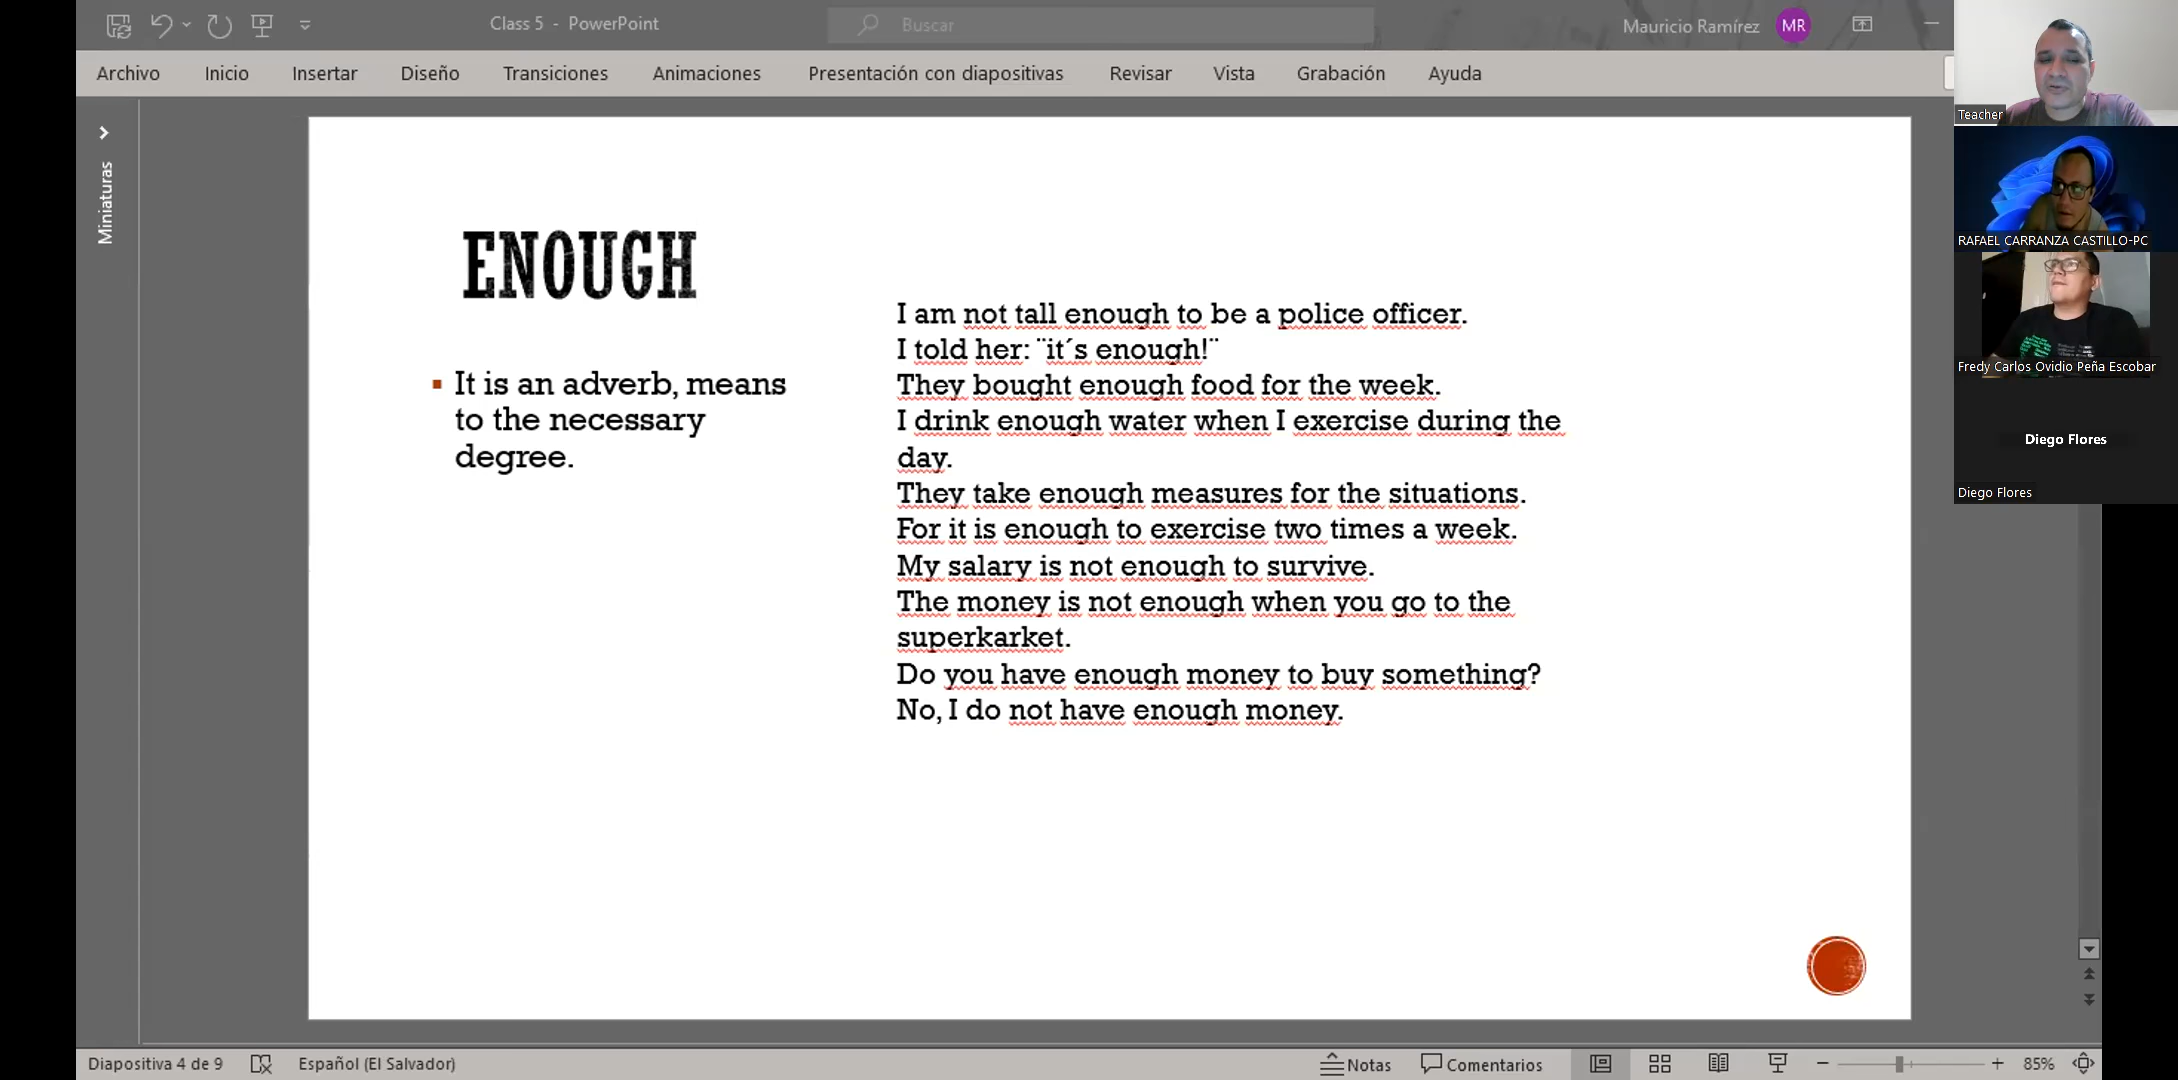 Class 5 - PowerPoint
Buscar
Mauricio Ramírez
MR
Archivo Inicio Insertar Diseño Transiciones Animaciones Presentación con diapositivas Revisar Vista Grabación Ayuda
Miniaturas
ENOUGH
It is an adverb, means
to the necessary
degree.
I am not tall enough to be a police officer.
I told her: ¨it´s enough!¨
They bought enough food for the week.
I drink enough water when I exercise during the
day.
They take enough measures for the situations.
For it is enough to exercise two times a week.
My salary is not enough to survive.
The money is not enough when you go to the
superkarket.
Do you have enough money to buy something?
No, I do not have enough money.
Teacher
RAFAEL CARRANZA CASTILLO-PC
Fredy Carlos Ovidio Peña Escobar
Diego Flores
Diego Flores
Diapositiva 4 de 9 Español (El Salvador) Notas Comentarios 85%